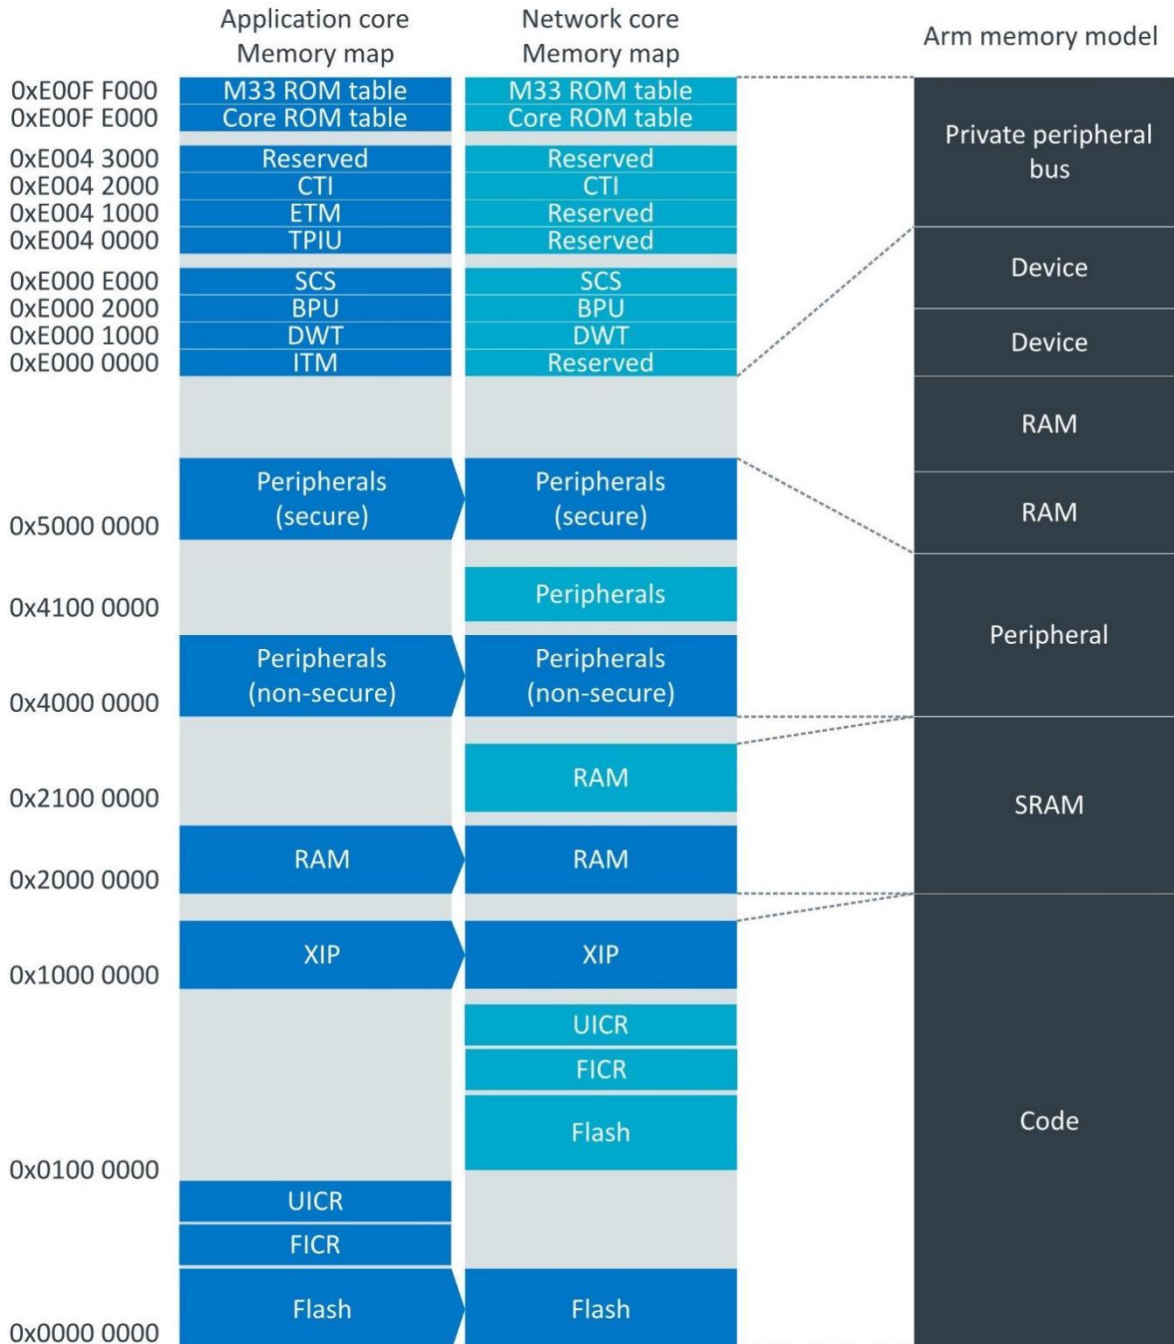 Application core
Memory map
Network core
Memory map
Arm memory model
0xE00F F000
M33 ROM table
M33 ROM table
0xE00F E000
Core ROM table
Core ROM table
Private peripheral
bus
0xE004 3000
Reserved
Reserved
0xE004 2000
CTI
CTI
0xE004 1000
ETM
Reserved
0xE004 0000
TPIU
Reserved
Device
0xE000 E000
SCS
SCS
0xE000 2000
BPU
BPU
0xE000 1000
DWT
DWT
Device
0xE000 0000
ITM
Reserved
RAM
Peripherals
(secure)
Peripherals
(secure)
RAM
0x5000 0000
Peripherals
0x4100 0000
Peripheral
Peripherals
(non-secure)
Peripherals
(non-secure)
0x4000 0000
RAM
0x2100 0000
SRAM
RAM
RAM
0x2000 0000
XIP
XIP
0x1000 0000
UICR
FICR
Flash
Code
0x0100 0000
UICR
FICR
Flash
Flash
0x0000 0000